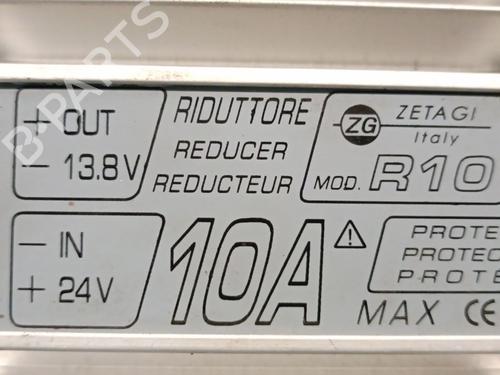 + OUT
- 13.8V
RIDUTTORE
REDUCER
REDUCTEUR
ZG
ZETAGI
Italy
MOD. R10
- IN
+ 24V
10A
PROTE
PROTEC
PROTE
MAX CE
B-PARTS